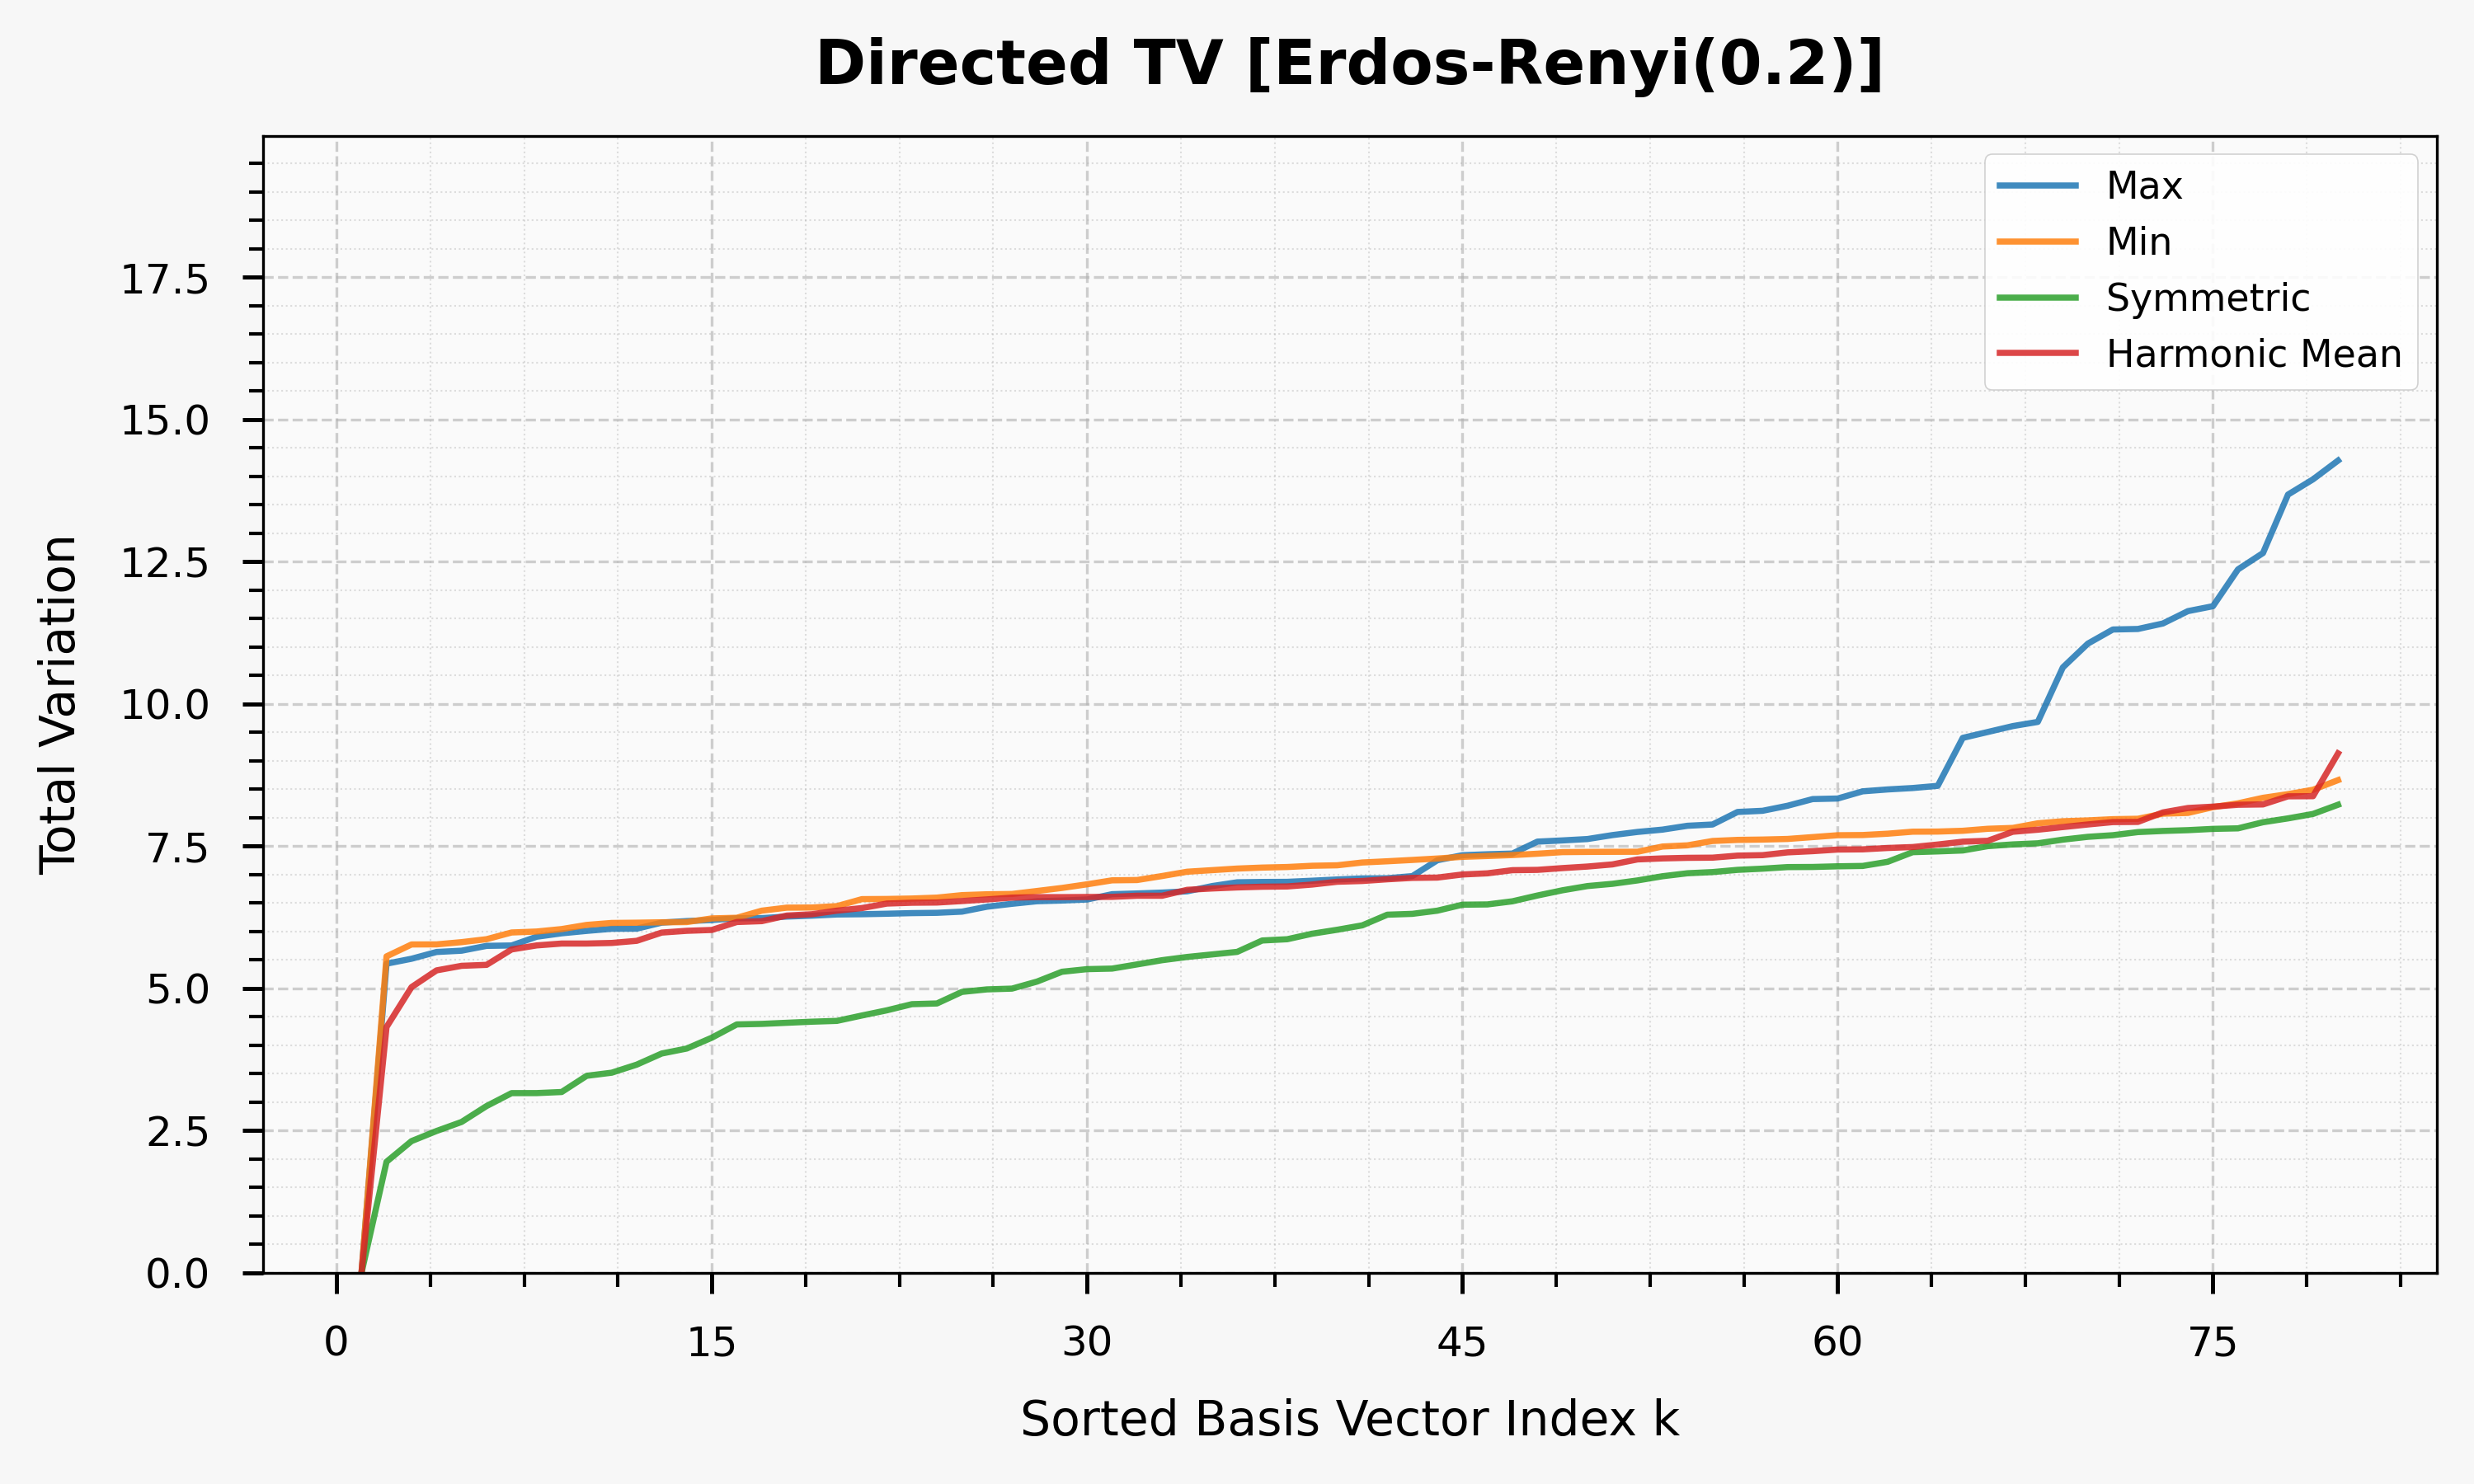 Directed TV [Erdos-Renyi(0.2)]
Max
Min
Symmetric
Harmonic Mean
Total Variation
17.5
15.0
12.5
10.0
7.5
5.0
2.5
0.0
0 15 30 45 60 75
Sorted Basis Vector Index k